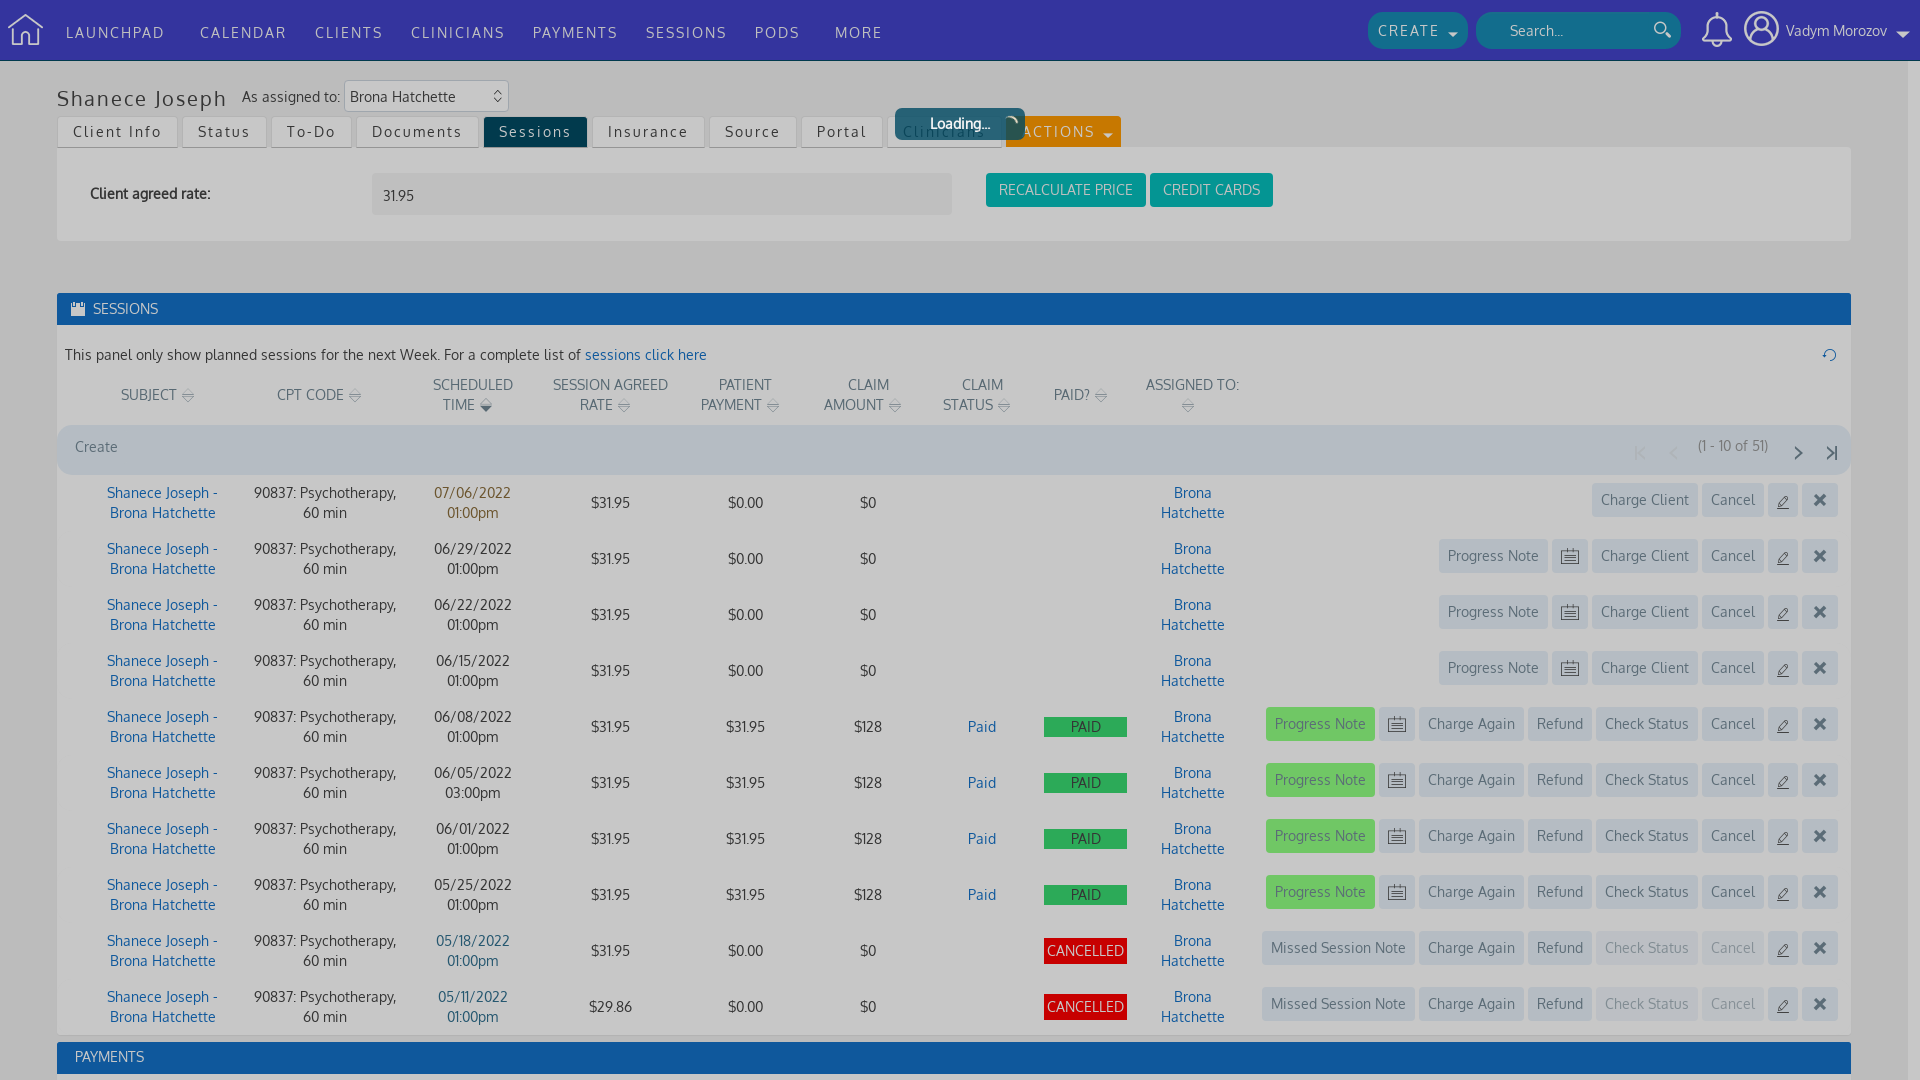 LAUNCHPAD CALENDAR CLIENTS CLINICIANS PAYMENTS SESSIONS PODS MORE CREATE Search... Vadym Morozov
Shanece Joseph As assigned to: Brona Hatchette
Client Info Status To-Do Documents Sessions Insurance Source Portal Clinicians ACTIONS
Loading...
Client agreed rate: 31.95 RECALCULATE PRICE CREDIT CARDS
SESSIONS
This panel only show planned sessions for the next Week. For a complete list of sessions click here
SUBJECT CPT CODE SCHEDULED TIME SESSION AGREED RATE PATIENT PAYMENT CLAIM AMOUNT CLAIM STATUS PAID? ASSIGNED TO:
Create (1 - 10 of 51)
Shanece Joseph - Brona Hatchette 90837: Psychotherapy, 60 min 07/06/2022 01:00pm $31.95 $0.00 $0 Brona Hatchette Charge Client Cancel
Shanece Joseph - Brona Hatchette 90837: Psychotherapy, 60 min 06/29/2022 01:00pm $31.95 $0.00 $0 Brona Hatchette Progress Note Charge Client Cancel
Shanece Joseph - Brona Hatchette 90837: Psychotherapy, 60 min 06/22/2022 01:00pm $31.95 $0.00 $0 Brona Hatchette Progress Note Charge Client Cancel
Shanece Joseph - Brona Hatchette 90837: Psychotherapy, 60 min 06/15/2022 01:00pm $31.95 $0.00 $0 Brona Hatchette Progress Note Charge Client Cancel
Shanece Joseph - Brona Hatchette 90837: Psychotherapy, 60 min 06/08/2022 01:00pm $31.95 $31.95 $128 Paid PAID Brona Hatchette Progress Note Charge Again Refund Check Status Cancel
Shanece Joseph - Brona Hatchette 90837: Psychotherapy, 60 min 06/05/2022 03:00pm $31.95 $31.95 $128 Paid PAID Brona Hatchette Progress Note Charge Again Refund Check Status Cancel
Shanece Joseph - Brona Hatchette 90837: Psychotherapy, 60 min 06/01/2022 01:00pm $31.95 $31.95 $128 Paid PAID Brona Hatchette Progress Note Charge Again Refund Check Status Cancel
Shanece Joseph - Brona Hatchette 90837: Psychotherapy, 60 min 05/25/2022 01:00pm $31.95 $31.95 $128 Paid PAID Brona Hatchette Progress Note Charge Again Refund Check Status Cancel
Shanece Joseph - Brona Hatchette 90837: Psychotherapy, 60 min 05/18/2022 01:00pm $31.95 $0.00 $0 CANCELLED Brona Hatchette Missed Session Note Charge Again Refund Check Status Cancel
Shanece Joseph - Brona Hatchette 90837: Psychotherapy, 60 min 05/11/2022 01:00pm $29.86 $0.00 $0 CANCELLED Brona Hatchette Missed Session Note Charge Again Refund Check Status Cancel
PAYMENTS